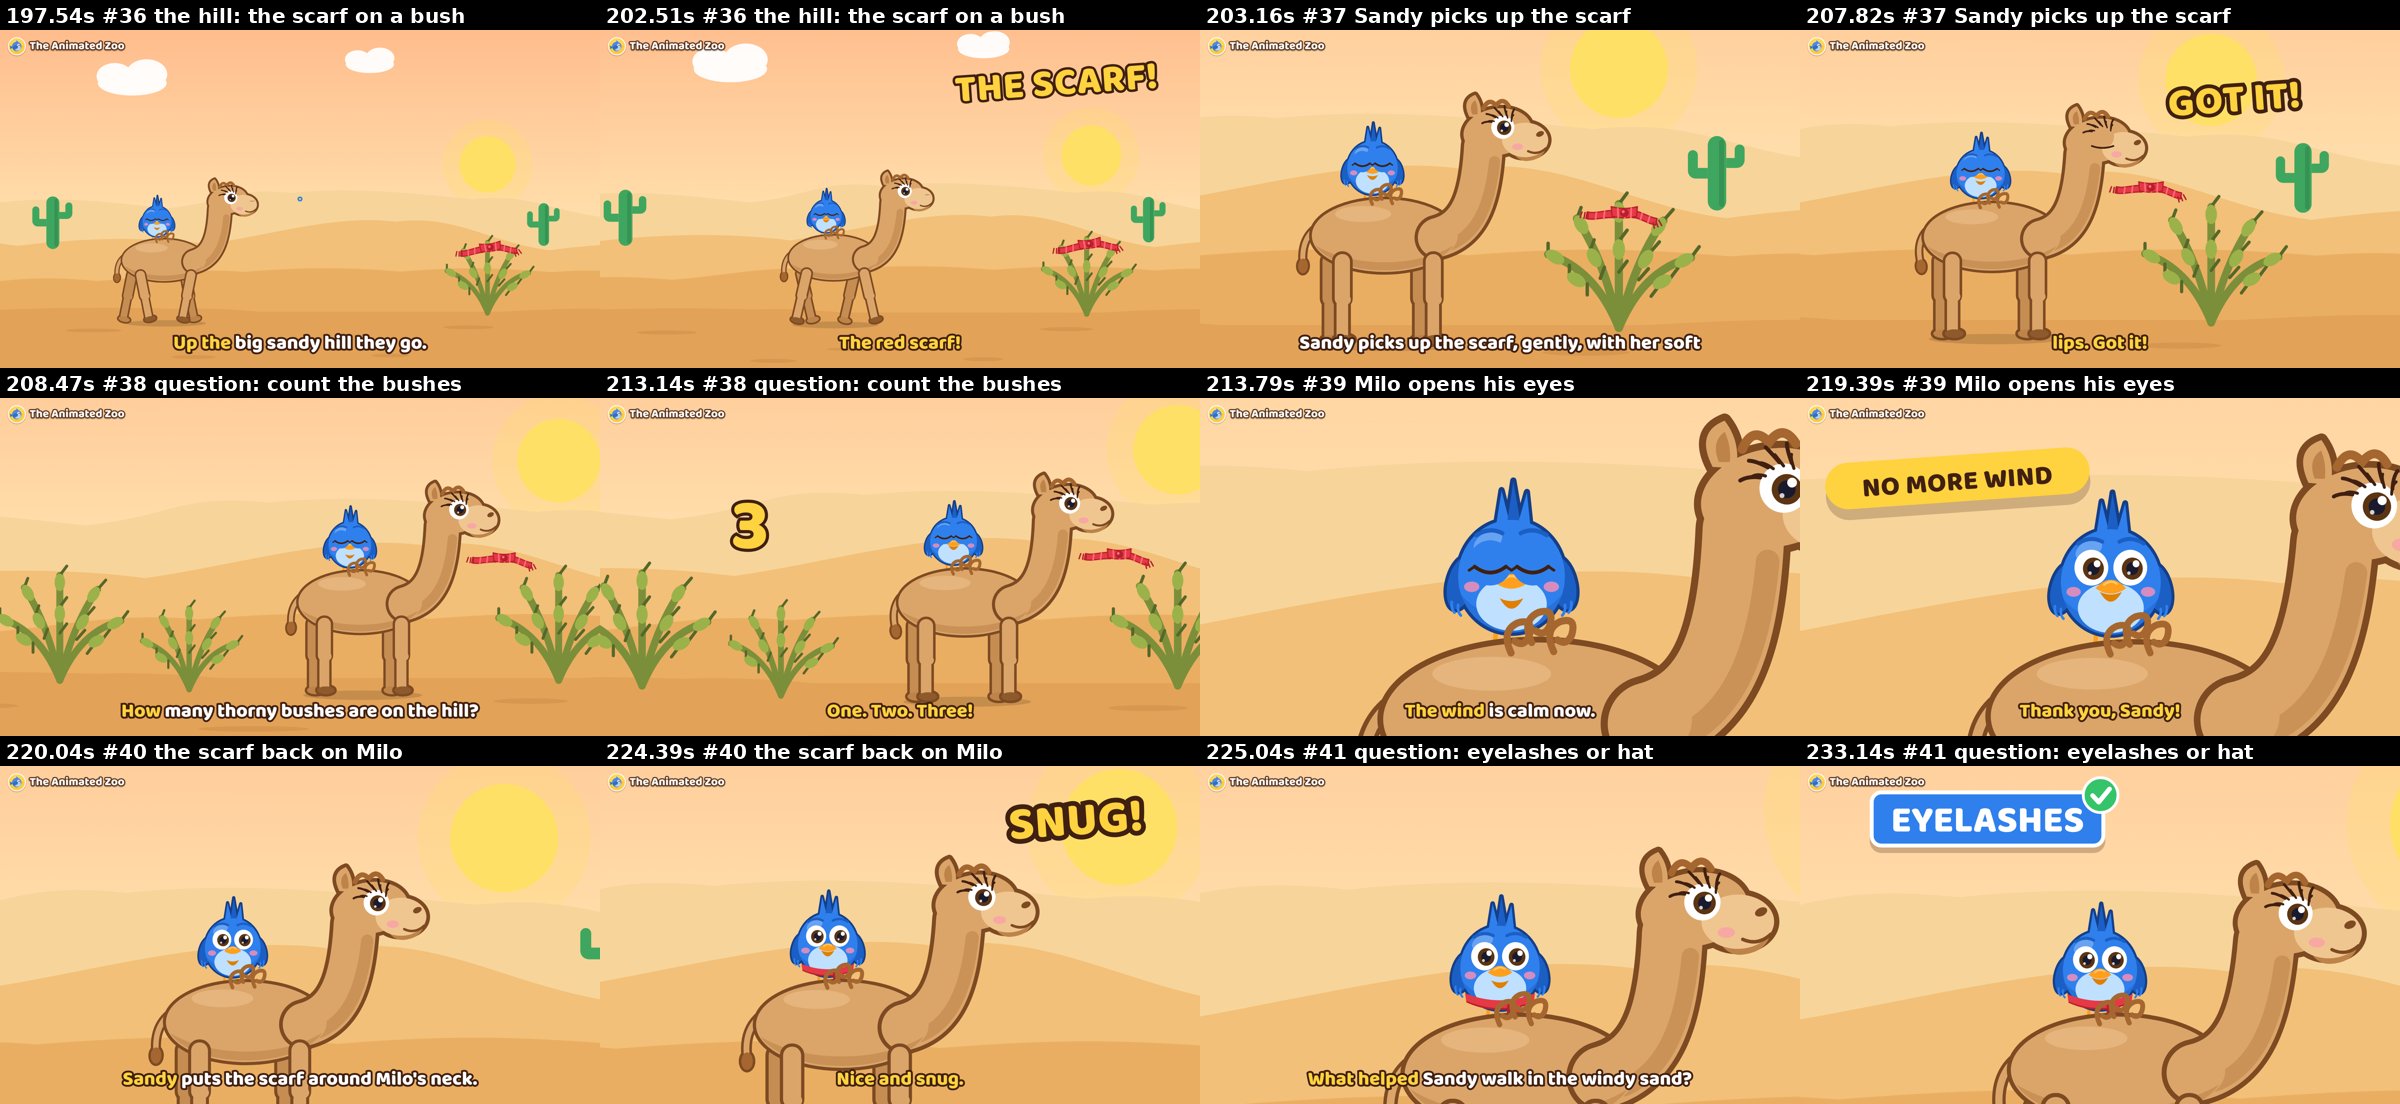 197.54s #36 the hill: the scarf on a bush
The Animated Zoo
Up the big sandy hill they go.
202.51s #36 the hill: the scarf on a bush
The Animated Zoo
THE SCARF!
The red scarf!
203.16s #37 Sandy picks up the scarf
The Animated Zoo
Sandy picks up the scarf, gently, with her soft
207.82s #37 Sandy picks up the scarf
The Animated Zoo
GOT IT!
lips. Got it!
208.47s #38 question: count the bushes
The Animated Zoo
How many thorny bushes are on the hill?
213.14s #38 question: count the bushes
The Animated Zoo
3
One. Two. Three!
213.79s #39 Milo opens his eyes
The Animated Zoo
The wind is calm now.
219.39s #39 Milo opens his eyes
The Animated Zoo
NO MORE WIND
Thank you, Sandy!
220.04s #40 the scarf back on Milo
The Animated Zoo
Sandy puts the scarf around Milo's neck.
224.39s #40 the scarf back on Milo
The Animated Zoo
SNUG!
Nice and snug.
225.04s #41 question: eyelashes or hat
The Animated Zoo
What helped Sandy walk in the windy sand?
233.14s #41 question: eyelashes or hat
The Animated Zoo
EYELASHES